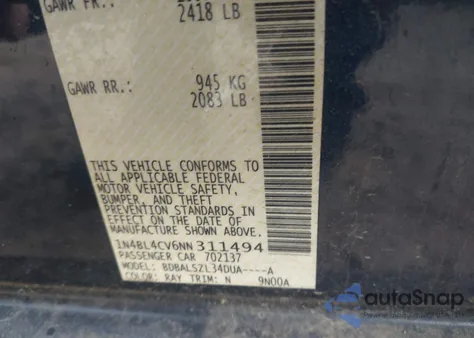 GAWR FR.:
2418 LB
GAWR RR.: 945 KG
2083 LB
THIS VEHICLE CONFORMS TO
ALL APPLICABLE FEDERAL
MOTOR VEHICLE SAFETY,
BUMPER, AND THEFT
PREVENTION STANDARDS IN
EFFECT ON THE DATE OF
MANUFACTURE SHOWN ABOVE.
1N4BL4CV6NN311494
PASSENGER CAR 702137
MODEL: BDBALSZL34DUA----A
COLOR: RAY TRIM: N 9N00A
autoSnap